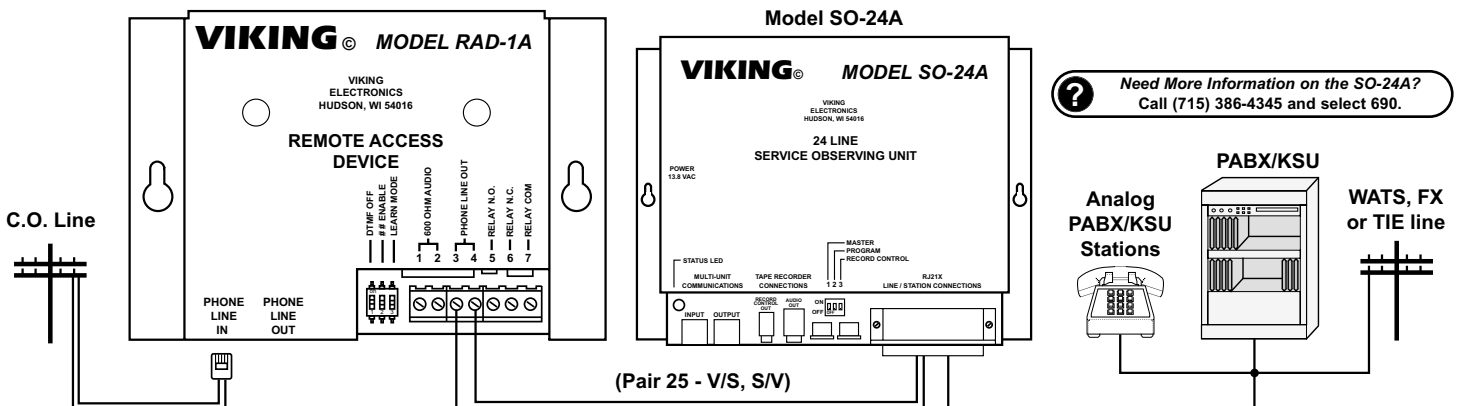 Model SO-24A
VIKING © MODEL RAD-1A
VIKING
ELECTRONICS
HUDSON, WI 54016
REMOTE ACCESS
DEVICE
DTMF OFF
# # ENABLE
LEARN MODE
600 OHM AUDIO
PHONE LINE OUT
RELAY N.O.
RELAY N.C.
RELAY COM
1 2 3 4 5 6 7
ON
1 2 3
PHONE
LINE
IN
PHONE
LINE
OUT
C.O. Line
VIKING © MODEL SO-24A
VIKING
ELECTRONICS
HUDSON, WI 54016
24 LINE
SERVICE OBSERVING UNIT
POWER
13.8 VAC
MASTER
PROGRAM
RECORD CONTROL
1 2 3
STATUS LED
MULTI-UNIT
COMMUNICATIONS
TAPE RECORDER
CONNECTIONS
RJ21X
LINE / STATION CONNECTIONS
INPUT OUTPUT
RECORD
CONTROL
OUT
AUDIO
OUT
ON
OFF
OFF
(Pair 25 - V/S, S/V)
? Need More Information on the SO-24A?
Call (715) 386-4345 and select 690.
PABX/KSU
Analog
PABX/KSU
Stations
WATS, FX
or TIE line